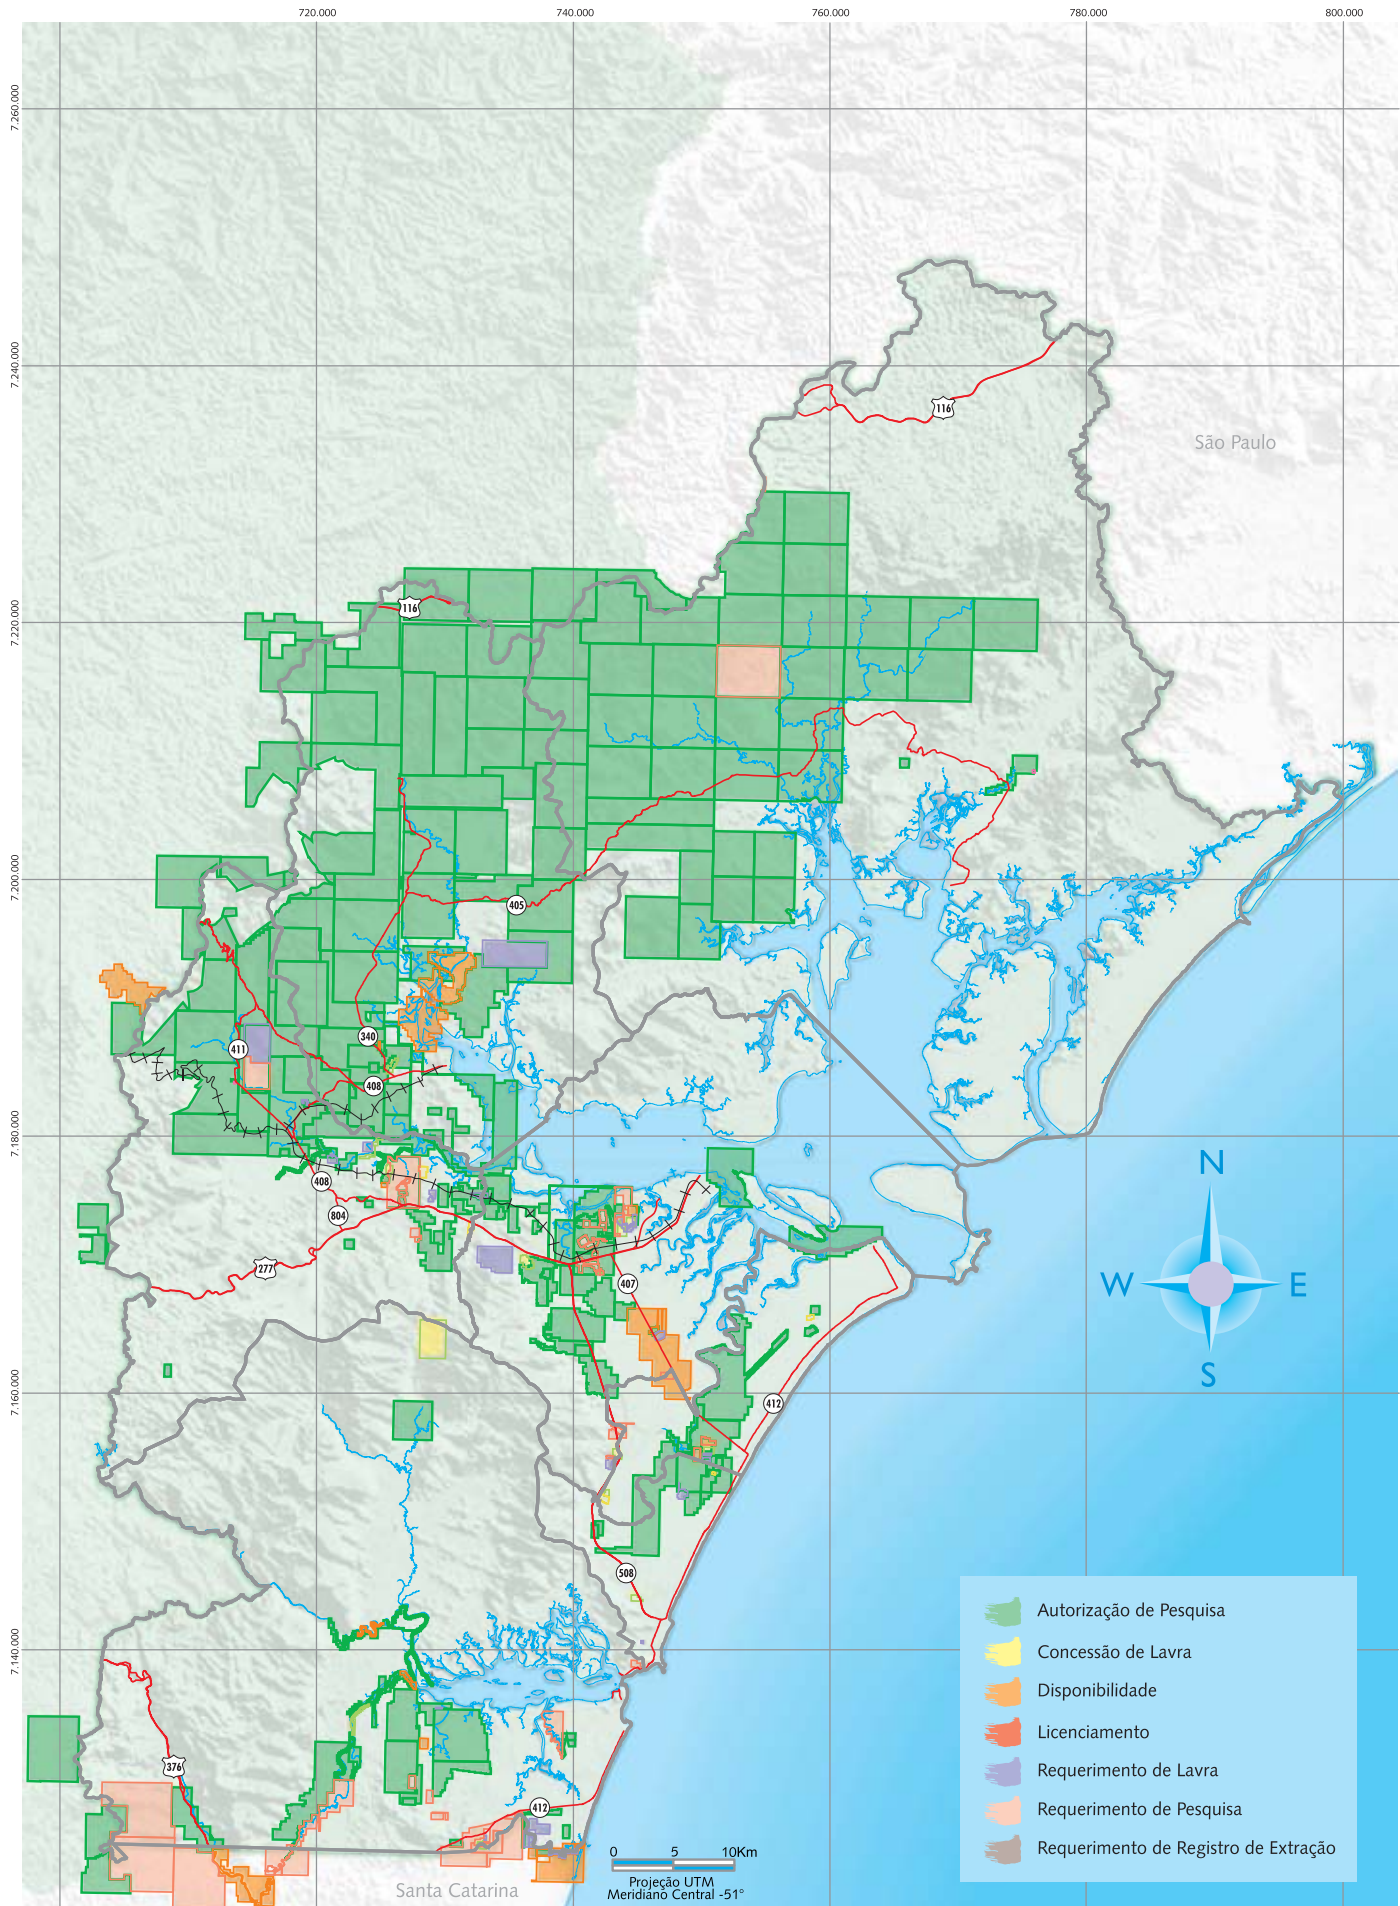 720.000 740.000 760.000 780.000 800.000
7.260.000
7.240.000
116
São Paulo
7.220.000
116
7.200.000
405
340
411
408
7.180.000
408
804
277
407
7.160.000
412
N
W E
S
508
7.140.000
376
412
Autorização de Pesquisa
Concessão de Lavra
Disponibilidade
Licenciamento
Requerimento de Lavra
Requerimento de Pesquisa
Requerimento de Registro de Extração
0 5 10Km
Projeção UTM
Meridiano Central -51°
Santa Catarina